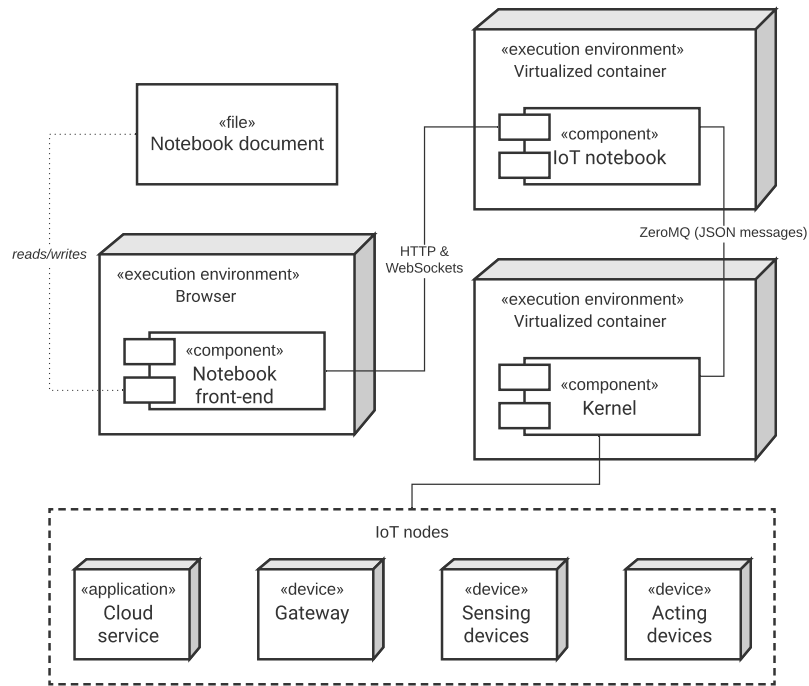 «execution environment»
Virtualized container
«component»
IoT notebook
«file»
Notebook document
reads/writes
HTTP &
WebSockets
ZeroMQ (JSON messages)
«execution environment»
Browser
«component»
Notebook
front-end
«execution environment»
Virtualized container
«component»
Kernel
IoT nodes
«application»
Cloud
service
«device»
Gateway
«device»
Sensing
devices
«device»
Acting
devices